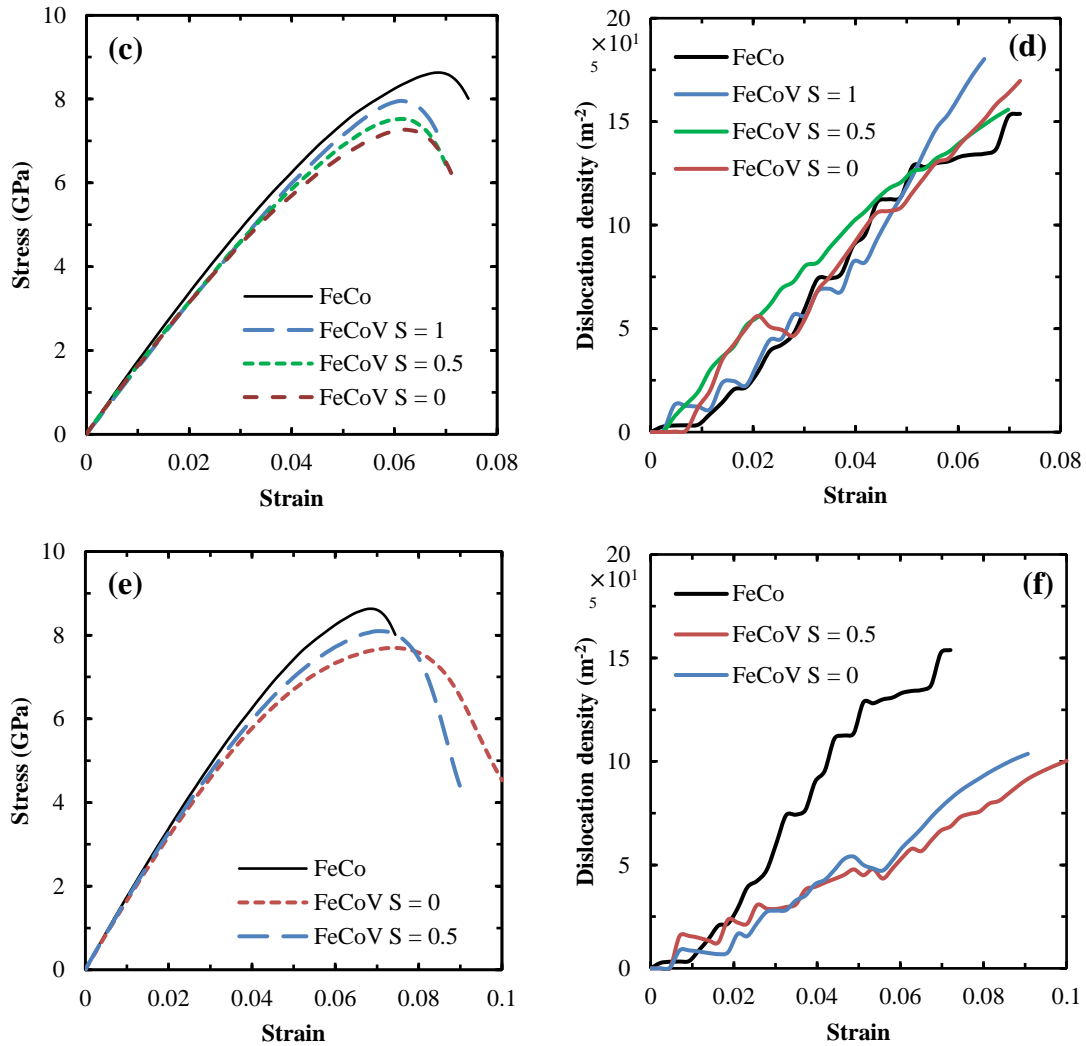 (c)
Stress (GPa)
10
8
6
4
2
0
FeCo
FeCoV S = 1
FeCoV S = 0.5
FeCoV S = 0
0
0.02
0.04
0.06
0.08
Strain
(d)
Dislocation density (m-2)
20
×101
5
15
10
5
0
FeCo
FeCoV S = 1
FeCoV S = 0.5
FeCoV S = 0
0
0.02
0.04
0.06
0.08
Strain
(e)
Stress (GPa)
10
8
6
4
2
0
FeCo
FeCoV S = 0
FeCoV S = 0.5
0
0.02
0.04
0.06
0.08
0.1
Strain
(f)
Dislocation density (m-2)
20
×101
5
15
10
5
0
FeCo
FeCoV S = 0.5
FeCoV S = 0
0
0.02
0.04
0.06
0.08
0.1
Strain